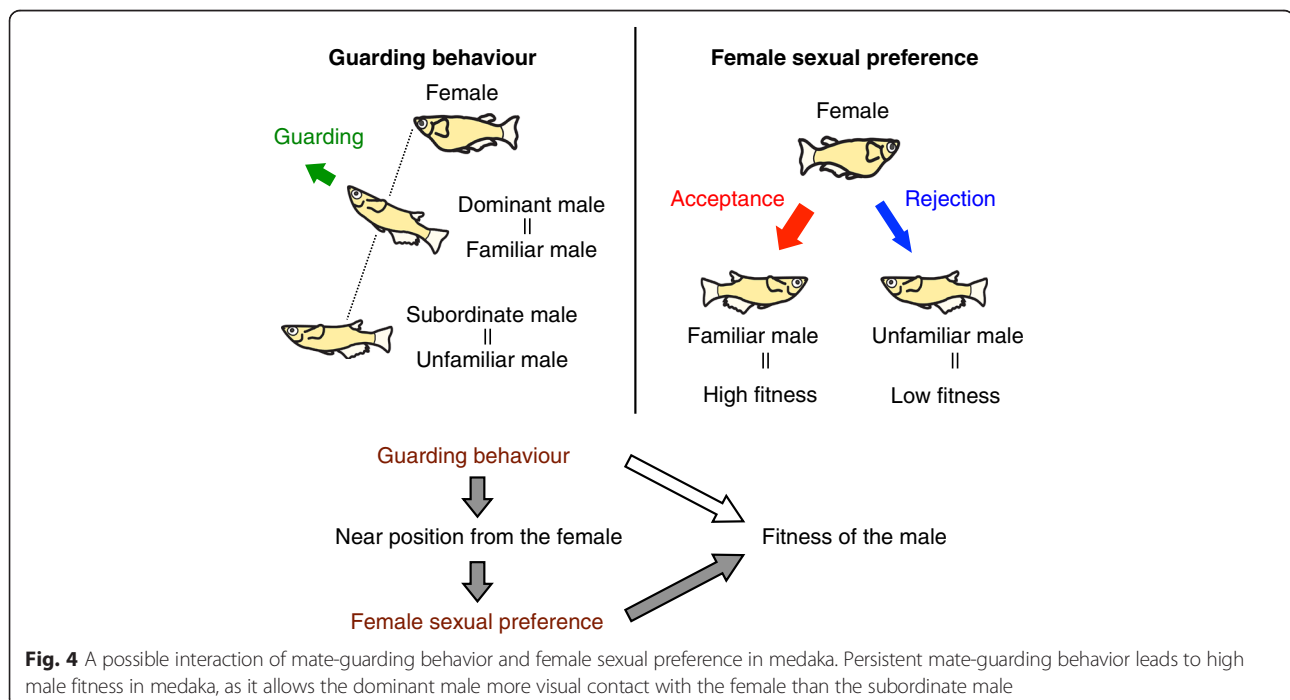 Guarding behaviour
Female
Guarding
Dominant male
=
Familiar male
Subordinate male
=
Unfamiliar male
Female sexual preference
Female
Acceptance
Rejection
Familiar male
=
High fitness
Unfamiliar male
=
Low fitness
Guarding behaviour
Near position from the female
Fitness of the male
Female sexual preference
Fig. 4 A possible interaction of mate-guarding behavior and female sexual preference in medaka. Persistent mate-guarding behavior leads to high
male fitness in medaka, as it allows the dominant male more visual contact with the female than the subordinate male